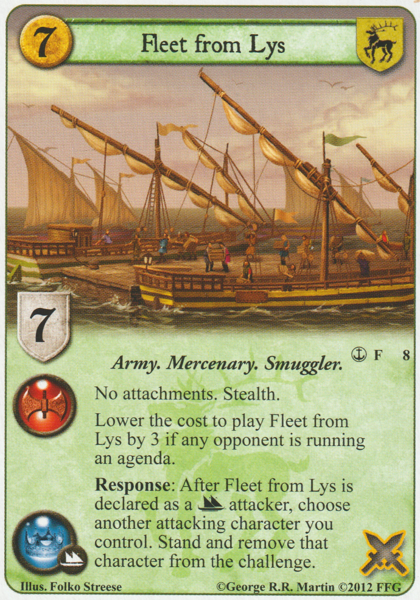 7
Fleet from Lys
7
Army. Mercenary. Smuggler.
F 8
No attachments. Stealth.
Lower the cost to play Fleet from
Lys by 3 if any opponent is running
an agenda.
Response: After Fleet from Lys is
declared as a attacker, choose
another attacking character you
control. Stand and remove that
character from the challenge.
Illus. Folko Streese
©George R.R. Martin ©2012 FFG